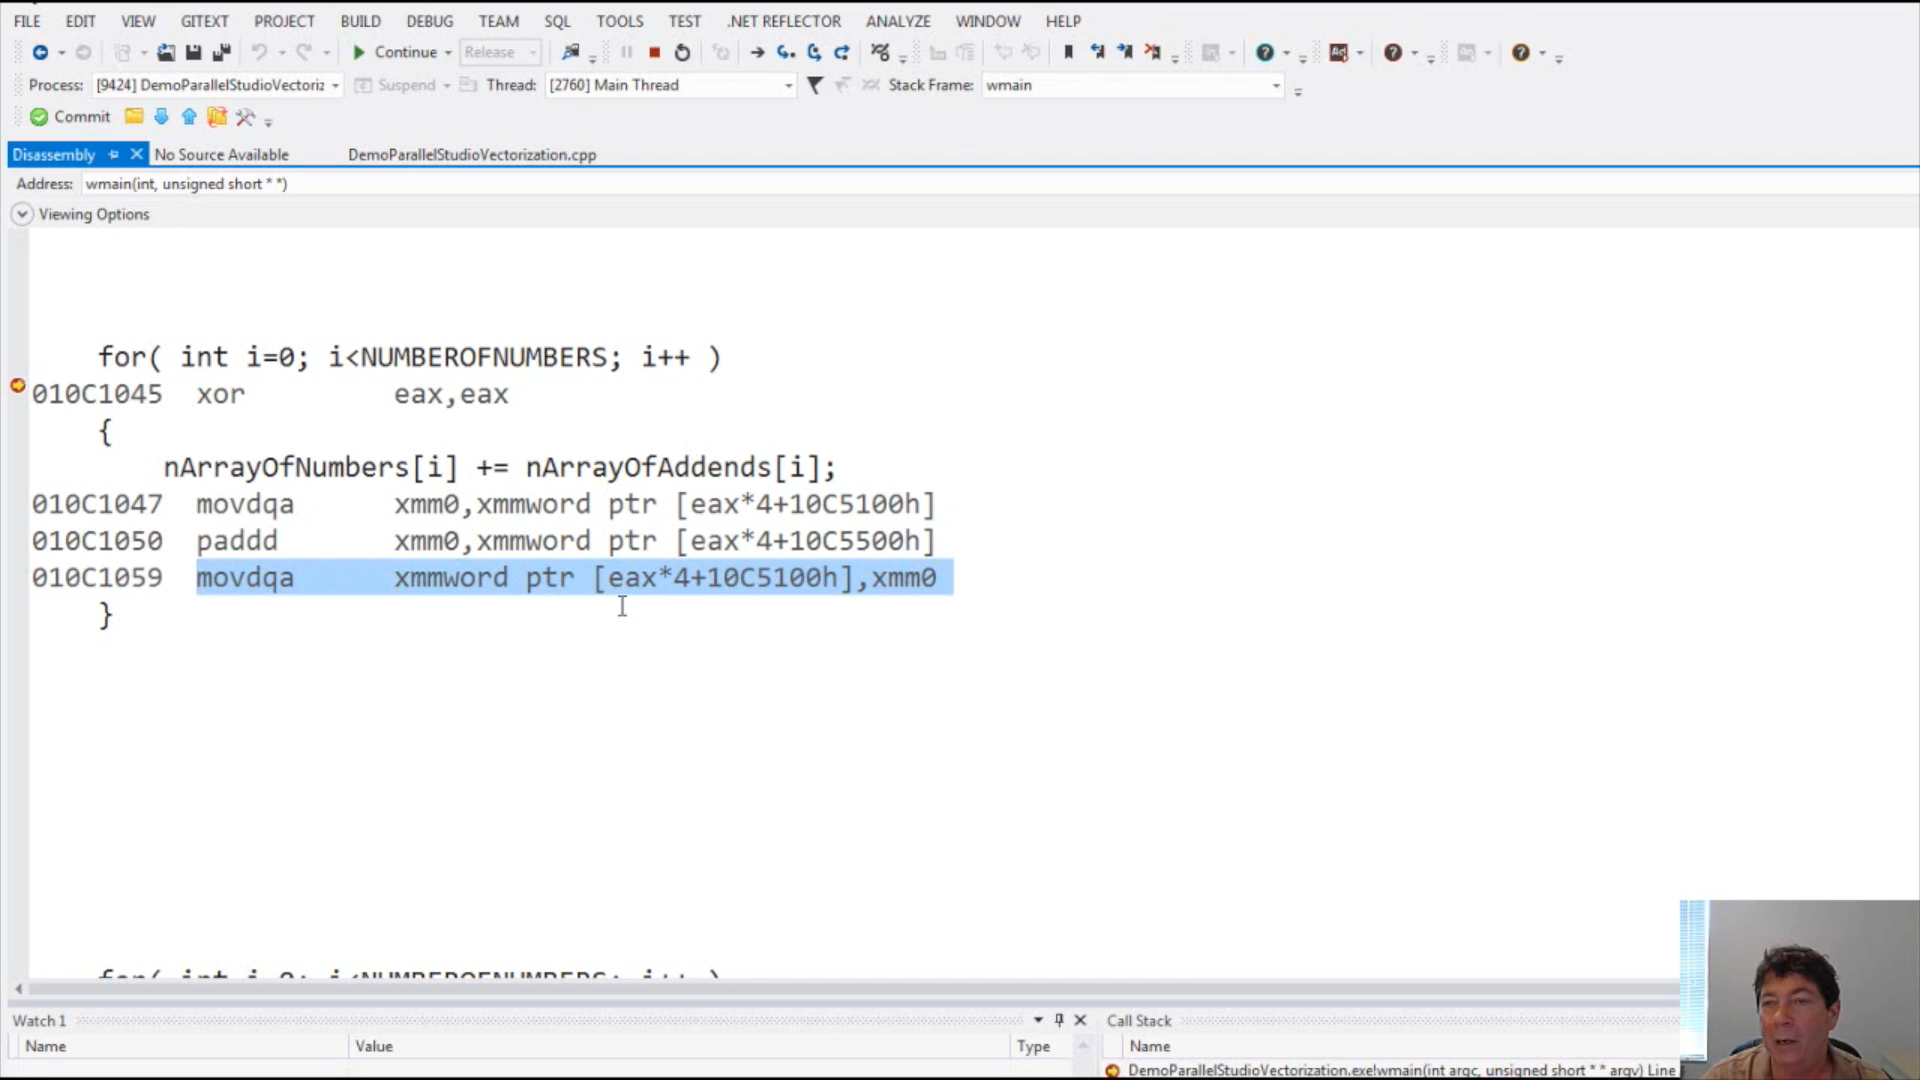 FILE EDIT VIEW GITEXT PROJECT BUILD DEBUG TEAM SQL TOOLS TEST .NET REFLECTOR ANALYZE WINDOW HELP
Continue Release
Process: [9424] DemoParallelStudioVectoriz Suspend Thread: [2760] Main Thread Stack Frame: wmain
Commit
Disassembly No Source Available DemoParallelStudioVectorization.cpp
Address: wmain(int, unsigned short * *)
Viewing Options
for( int i=0; i<NUMBEROFNUMBERS; i++ )
010C1045 xor eax,eax
{
nArrayOfNumbers[i] += nArrayOfAddends[i];
010C1047 movdqa xmm0,xmmword ptr [eax*4+10C5100h]
010C1050 paddd xmm0,xmmword ptr [eax*4+10C5500h]
010C1059 movdqa xmmword ptr [eax*4+10C5100h],xmm0
}
for( int i=0; i<NUMBEROFNUMBERS; i++ )
Watch 1 Call Stack
Name Value Type Name
DemoParallelStudioVectorization.exe!wmain(int argc, unsigned short * * argv) Line